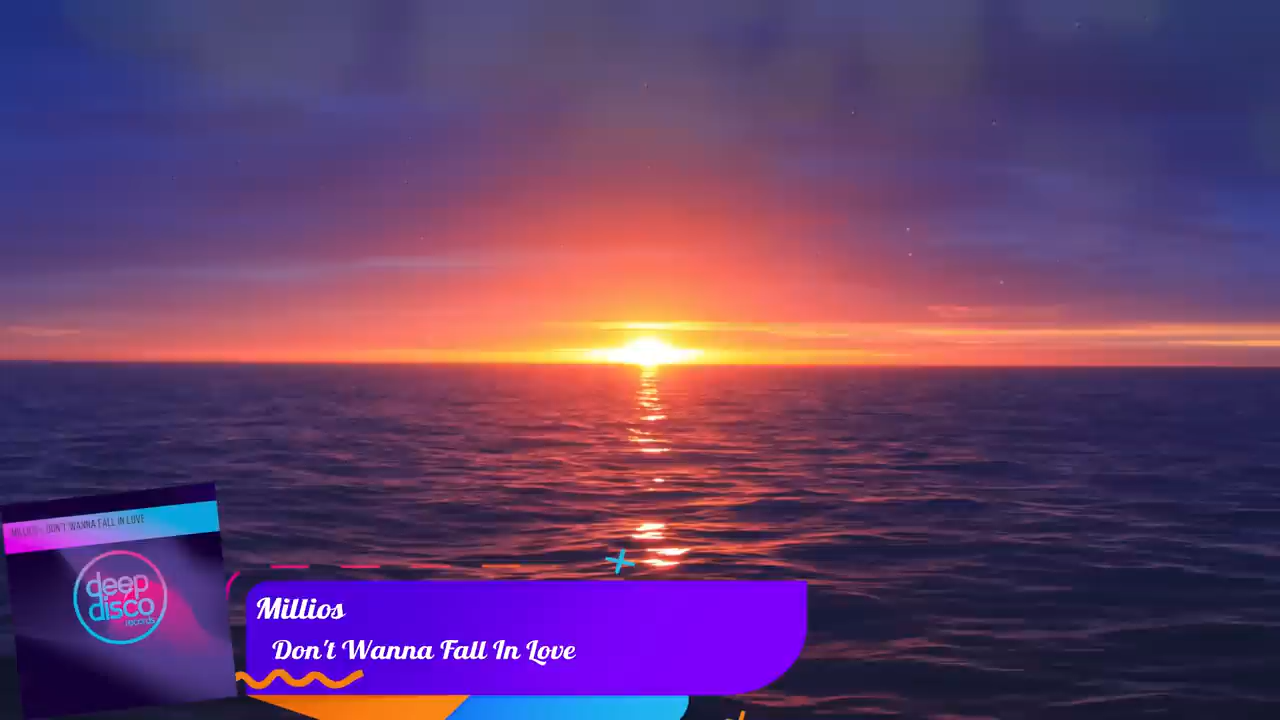 MILLIOS - DON'T WANNA FALL IN LOVE
deep
disco
records
Millios
Don't Wanna Fall In Love